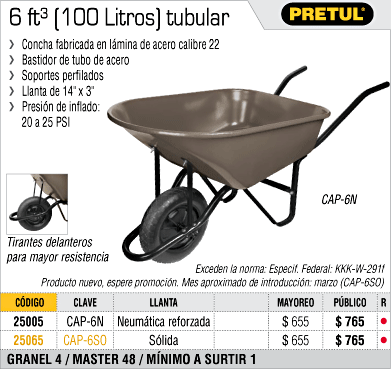 6 ft³ (100 Litros) tubular
PRETUL®
Concha fabricada en lámina de acero calibre 22
Bastidor de tubo de acero
Soportes perfilados
Llanta de 14" x 3"
Presión de inflado:
20 a 25 PSI
CAP-6N
Tirantes delanteros
para mayor resistencia
Exceden la norma: Especif. Federal: KKK-W-291f
Producto nuevo, espere promoción. Mes aproximado de introducción: marzo (CAP-6SO)
CÓDIGO CLAVE LLANTA MAYOREO PÚBLICO R
25005 CAP-6N Neumática reforzada $ 655 $ 765
25065 CAP-6SO Sólida $ 655 $ 765
GRANEL 4 / MASTER 48 / MÍNIMO A SURTIR 1